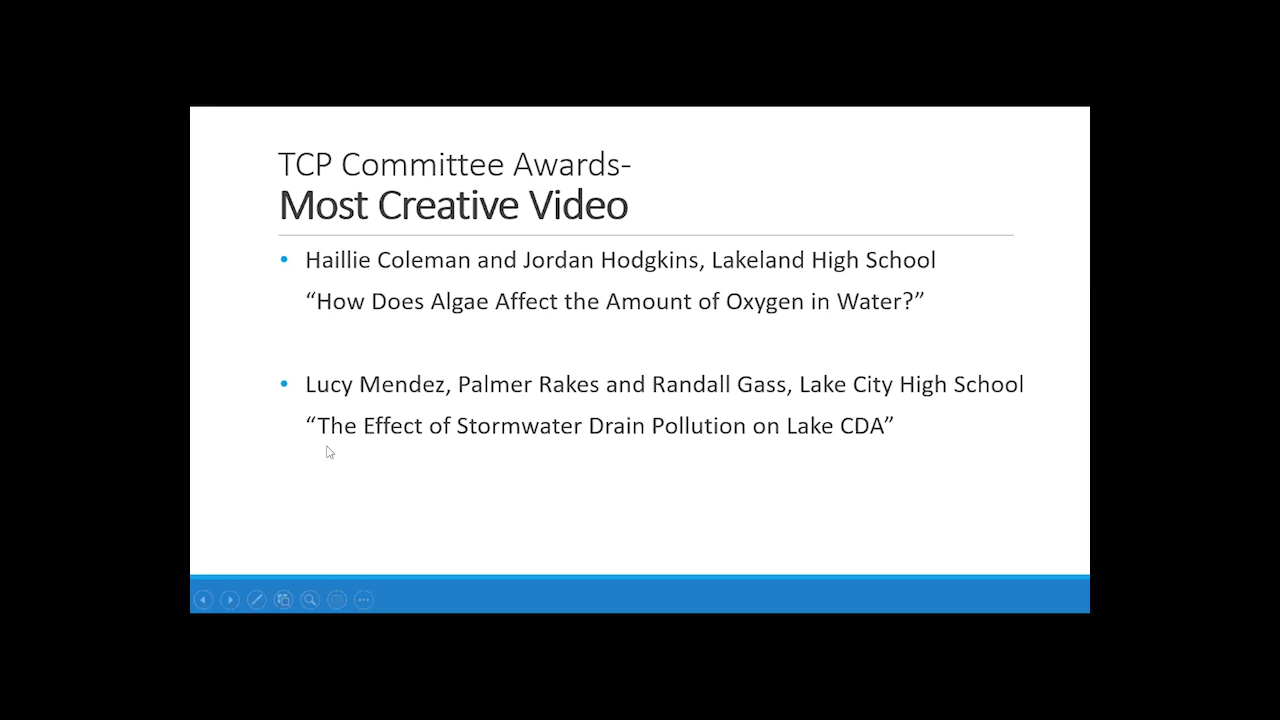 TCP Committee Awards-
Most Creative Video
• Haillie Coleman and Jordan Hodgkins, Lakeland High School
“How Does Algae Affect the Amount of Oxygen in Water?”
• Lucy Mendez, Palmer Rakes and Randall Gass, Lake City High School
“The Effect of Stormwater Drain Pollution on Lake CDA”